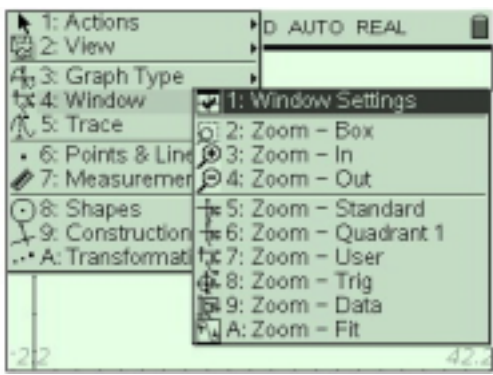 1: Actions
D AUTO REAL
2: View
3: Graph Type
4: Window
5: Trace
6: Points & Line
7: Measuremer
8: Shapes
9: Construction
A: Transformati
1: Window Settings
2: Zoom – Box
3: Zoom – In
4: Zoom – Out
5: Zoom – Standard
6: Zoom – Quadrant 1
7: Zoom – User
8: Zoom – Trig
9: Zoom – Data
A: Zoom – Fit
-2.2
42.2